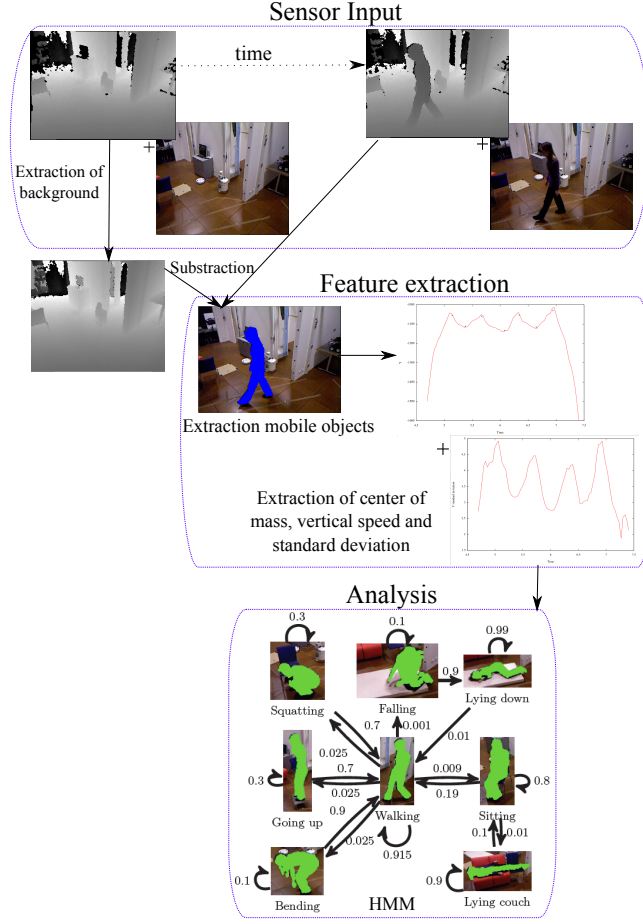 Sensor Input
time
+
+
Extraction of
background
Substraction
Feature extraction
Extraction mobile objects
Time
+
Extraction of center of
mass, vertical speed and
standard deviation
Time
Analysis
0.3
0.1
0.99
0.9
Squatting
Falling
Lying down
0.7
0.001
0.01
0.025
0.7
0.009
0.3
0.8
0.025
0.19
0.9
Going up
Walking
Sitting
0.025
0.1
0.01
0.915
0.1
0.9
Bending
HMM
Lying couch